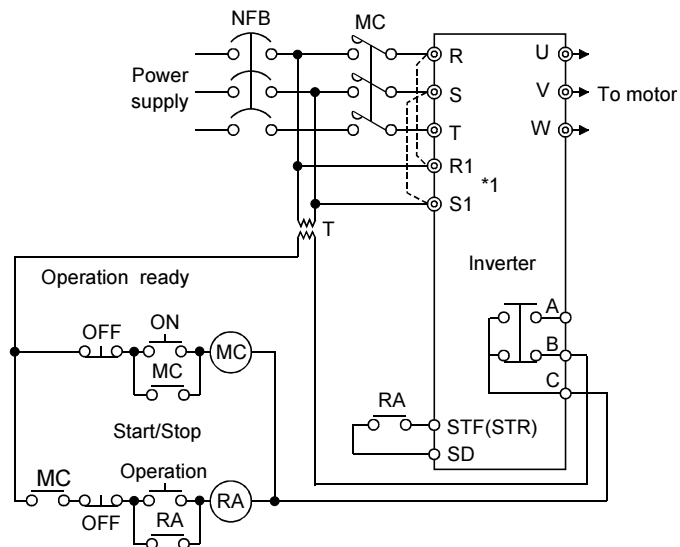 NFB
MC
Power
supply
R
S
T
R1
*1
S1
T
U
V
W
To motor
Inverter
Operation ready
OFF
ON
MC
MC
A
B
C
RA
STF(STR)
SD
Start/Stop
MC
Operation
OFF
RA
RA